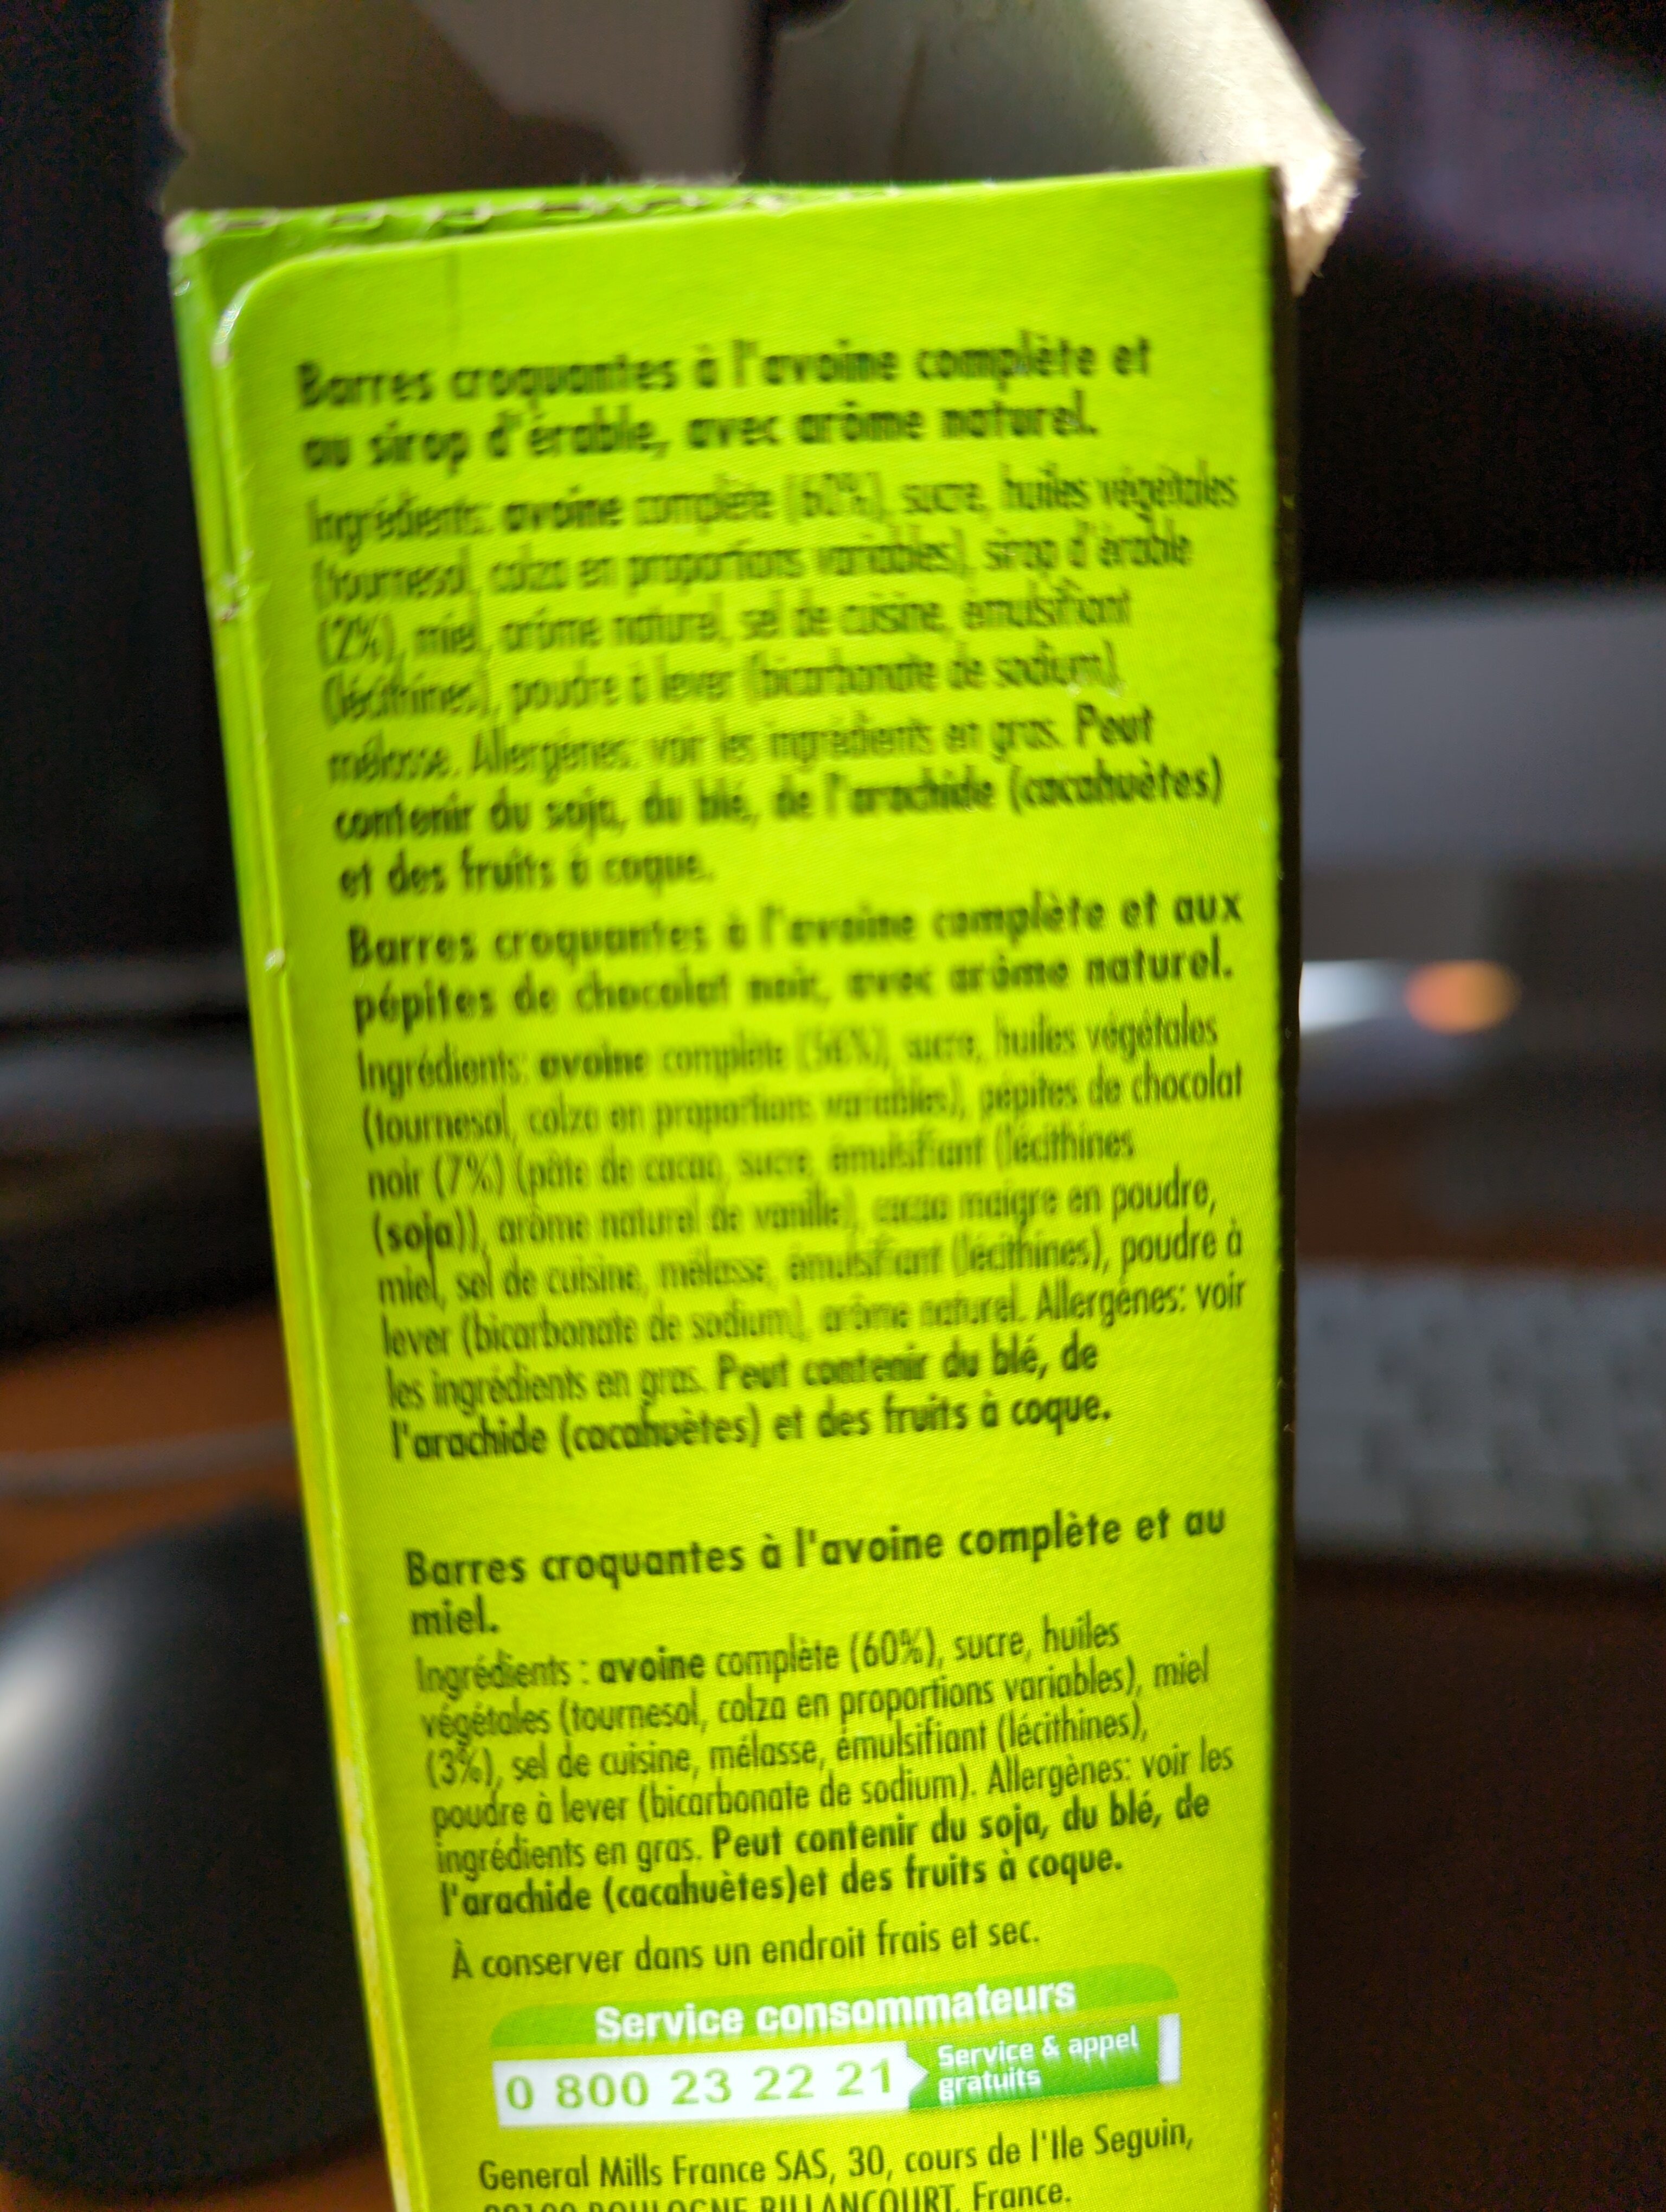 Barres croquantes à l'avoine complète et
au sirop d'érable, avec arôme naturel.
Ingrédients: avoine complète (60%), sucre, huiles végétales
(tournesol, colza en proportions variables), sirop d'érable
(2%), miel, arôme naturel, sel de cuisine, émulsifiant
(lécithines), poudre à lever (bicarbonate de sodium),
mélasse. Allergènes: voir les ingrédients en gras. Peut
contenir du soja, du blé, de l'arachide (cacahuètes)
et des fruits à coque.
Barres croquantes à l'avoine complète et aux
pépites de chocolat noir, avec arôme naturel.
Ingrédients: avoine complète (56%), sucre, huiles végétales
(tournesol, colza en proportions variables), pépites de chocolat
noir (7%) (pâte de cacao, sucre, émulsifiant (lécithines
(soja)), arôme naturel de vanille), cacao maigre en poudre,
miel, sel de cuisine, mélasse, émulsifiant (lécithines), poudre à
lever (bicarbonate de sodium), arôme naturel. Allergènes: voir
les ingrédients en gras. Peut contenir du blé, de
l'arachide (cacahuètes) et des fruits à coque.
Barres croquantes à l'avoine complète et au
miel.
Ingrédients : avoine complète (60%), sucre, huiles
végétales (tournesol, colza en proportions variables), miel
(3%), sel de cuisine, mélasse, émulsifiant (lécithines),
poudre à lever (bicarbonate de sodium). Allergènes: voir les
ingrédients en gras. Peut contenir du soja, du blé, de
l'arachide (cacahuètes)et des fruits à coque.
À conserver dans un endroit frais et sec.
Service consommateurs
0 800 23 22 21 Service & appel
gratuits
General Mills France SAS, 30, cours de l'Ile Seguin,
BOULOGNE BILLANCOURT, France.